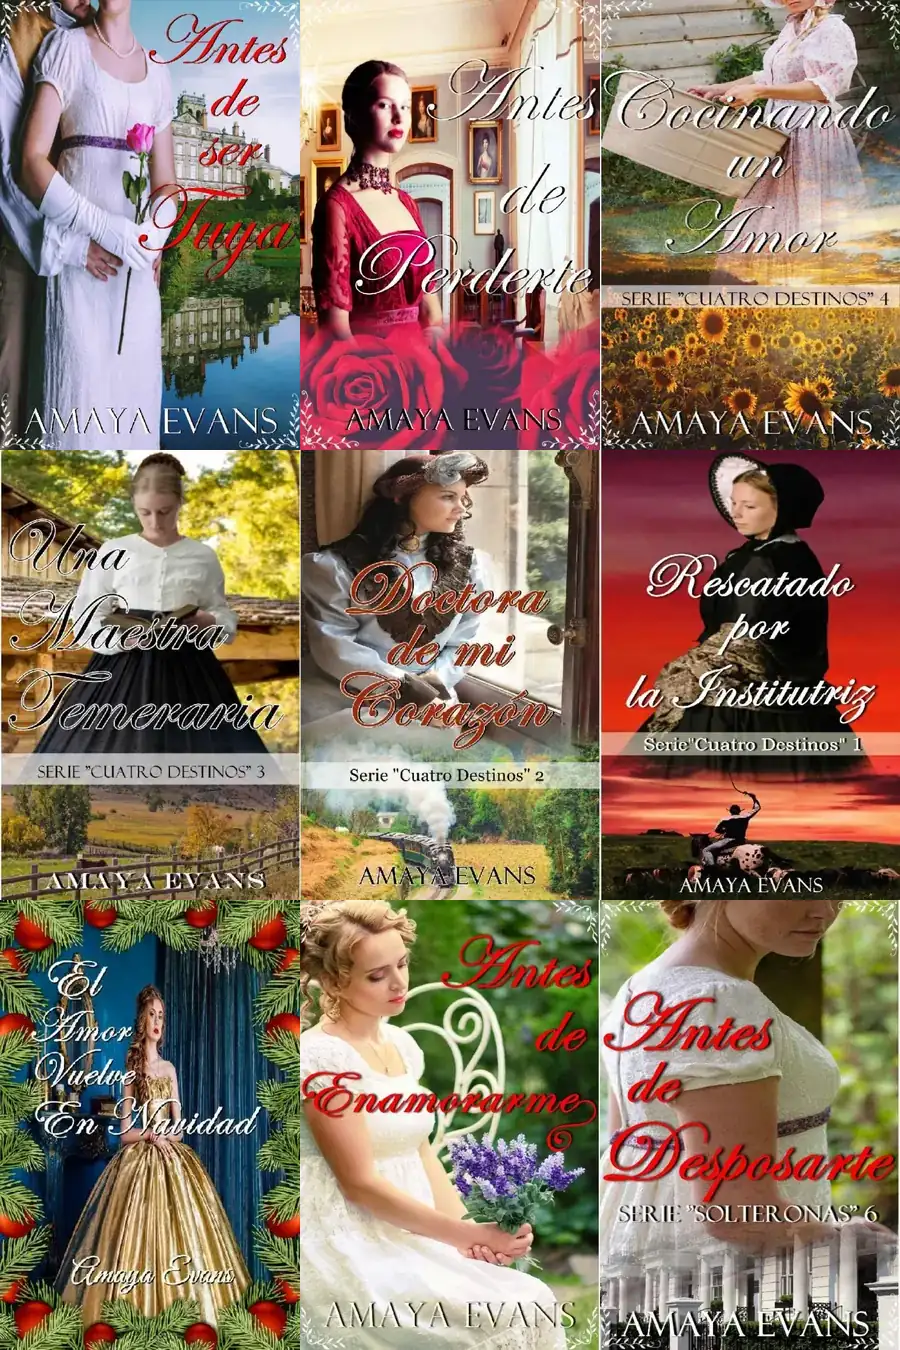 Antes
de
ser
Tuya
AMAYA EVANS
Antes
de
Perderte
AMAYA EVANS
Cocinando
un
Amor
SERIE "CUATRO DESTINOS" 4
AMAYA EVANS
Una
Maestra
Temeraria
SERIE "CUATRO DESTINOS" 3
AMAYA EVANS
Doctora
de mi
Corazón
Serie "Cuatro Destinos" 2
AMAYA EVANS
Rescatado
por
la Institutriz
Serie"Cuatro Destinos" 1
AMAYA EVANS
El
Amor
Vuelve
En Navidad
Amaya Evans
Antes
de
Enamorarme
AMAYA EVANS
Antes
de
Desposarte
SERIE "SOLTERONAS" 6
AMAYA EVANS